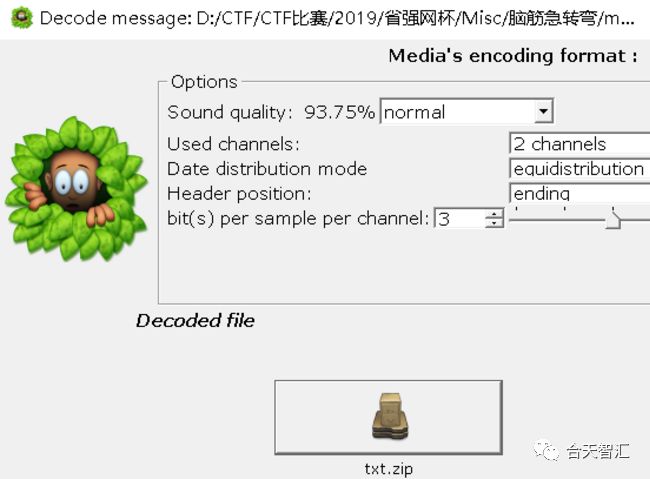 Decode message: D:/CTF/CTF比赛/2019/省强网杯/Misc/脑筋急转弯/m...
Media's encoding format :
Options
Sound quality: 93.75% normal
Used channels: 2 channels
Date distribution mode equidistribution
Header position: ending
bit(s) per sample per channel: 3
Decoded file
txt.zip
台天智汇